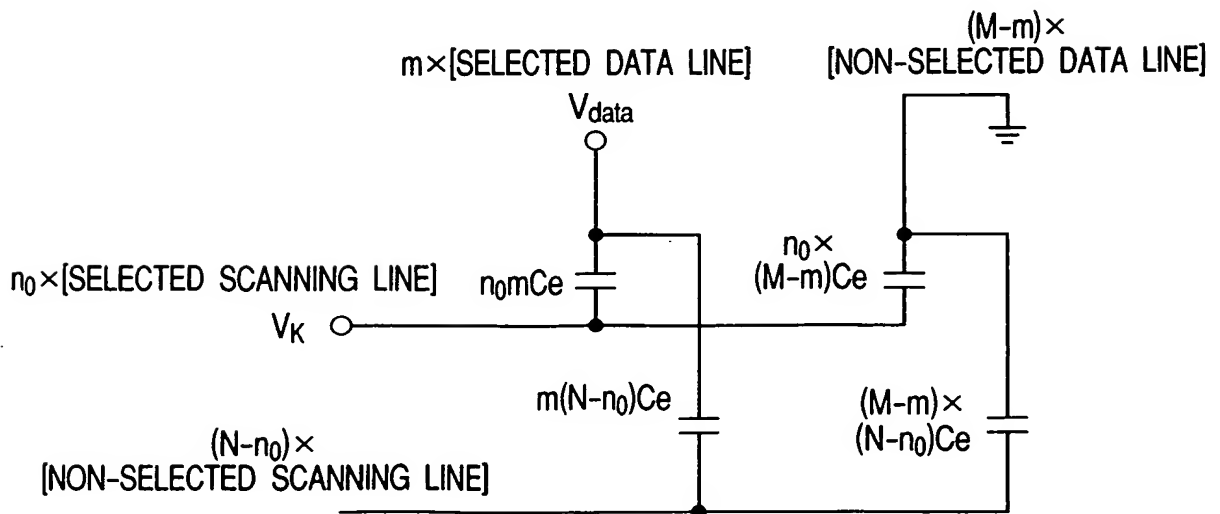 m×[SELECTED DATA LINE]
Vdata
(M-m)×
[NON-SELECTED DATA LINE]
n0×[SELECTED SCANNING LINE]
VK
n0mCe
n0×
(M-m)Ce
m(N-n0)Ce
(M-m)×
(N-n0)Ce
(N-n0)×
[NON-SELECTED SCANNING LINE]